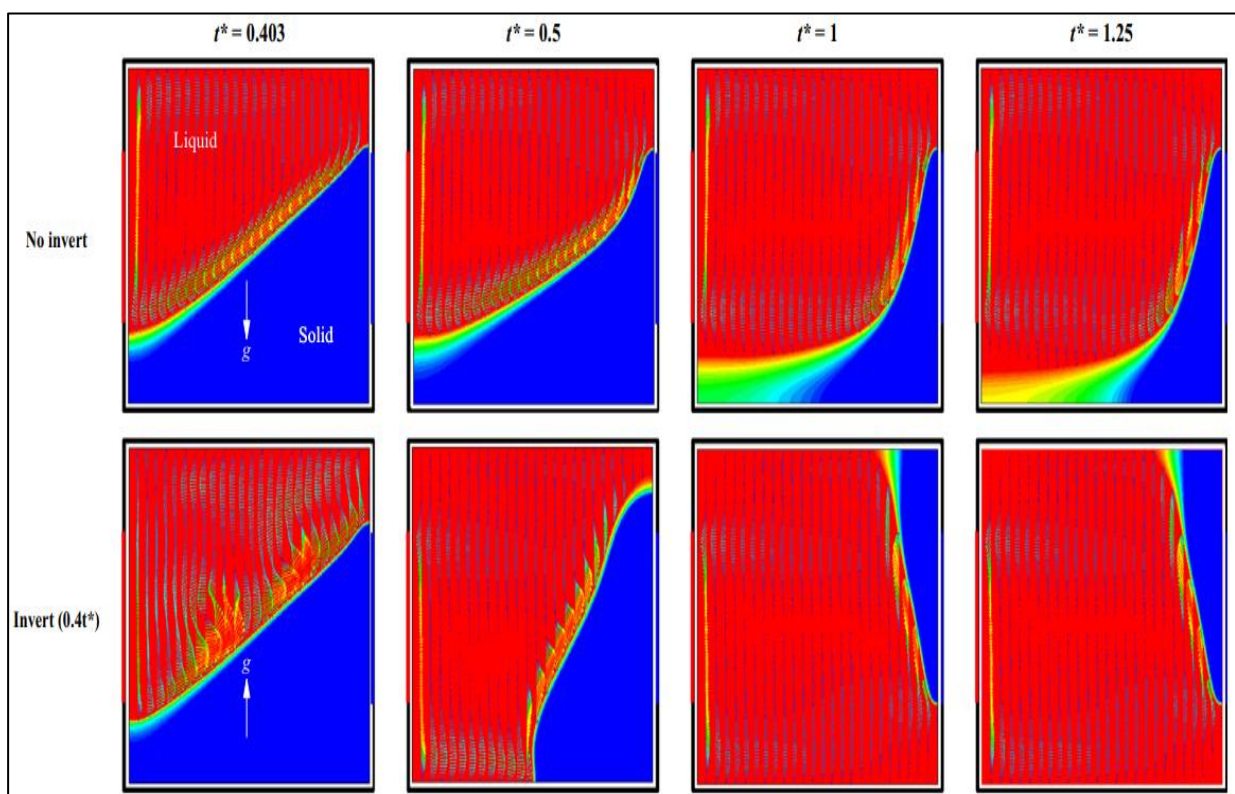 t* = 0.403 t* = 0.5 t* = 1 t* = 1.25
No invert
Liquid
Solid
g
Invert (0.4t*)
g